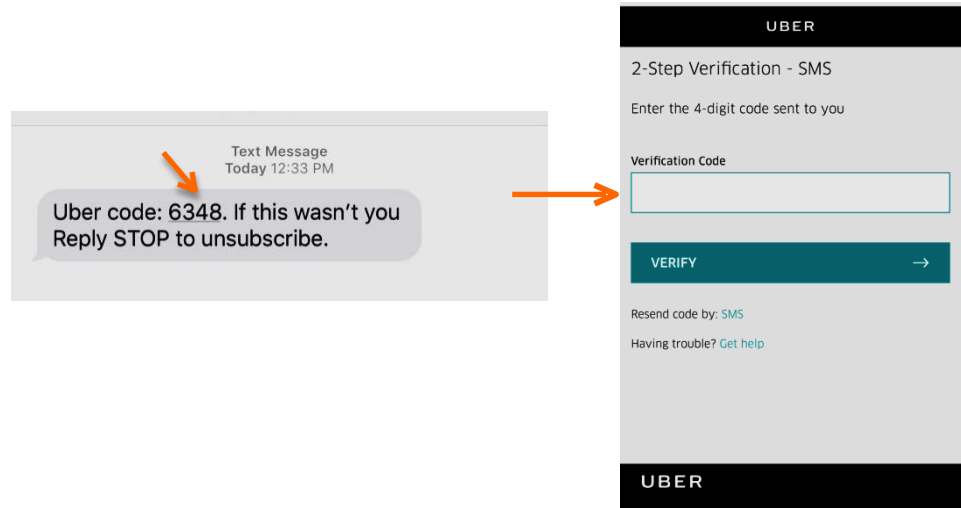 Text Message
Today 12:33 PM
Uber code: 6348. If this wasn't you
Reply STOP to unsubscribe.
UBER
2-Step Verification - SMS
Enter the 4-digit code sent to you
Verification Code
VERIFY →
Resend code by: SMS
Having trouble? Get help
UBER